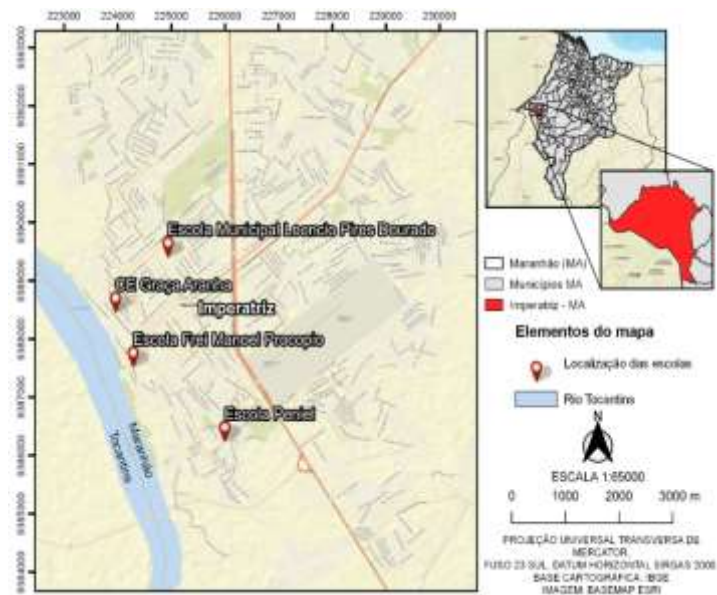 223000 224000 225000 226000 227000 228000 229000 230000
Escola Municipal Leoncio Pires Dourado
CE Graça Aranha
Imperatriz
Escola Frei Manoel Procopio
Escola Peniel
Maranhão
Tocantins
Maranhão (MA)
Municípios MA
Imperatriz - MA
Elementos do mapa
Localização das escolas
Rio Tocantins
N
ESCALA 1:65000
0 1000 2000 3000 m
PROJEÇÃO UNIVERSAL TRANSVERSA DE
MERCATOR.
FUSO 23 SUL, DATUM HORIZONTAL SIRGAS 2000
BASE CARTOGRÁFICA: IBGE
IMAGEM: BASEMAP ESRI